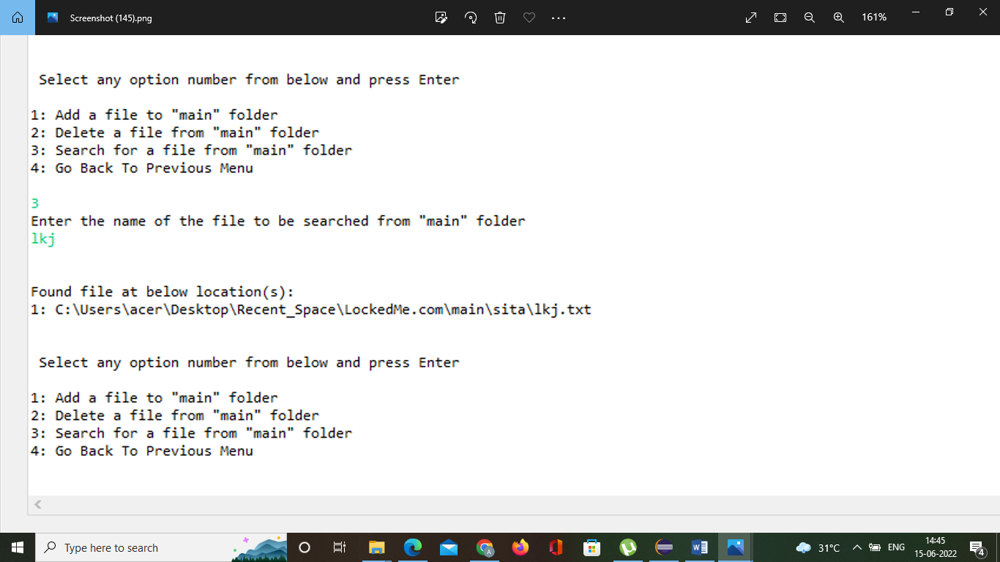 Screenshot (145).png
161%
Select any option number from below and press Enter
1: Add a file to "main" folder
2: Delete a file from "main" folder
3: Search for a file from "main" folder
4: Go Back To Previous Menu
3
Enter the name of the file to be searched from "main" folder
lkj
Found file at below location(s):
1: C:\Users\acer\Desktop\Recent_Space\LockedMe.com\main\sita\lkj.txt
Select any option number from below and press Enter
1: Add a file to "main" folder
2: Delete a file from "main" folder
3: Search for a file from "main" folder
4: Go Back To Previous Menu
Type here to search
31°C
ENG
14:45
15-06-2022
4